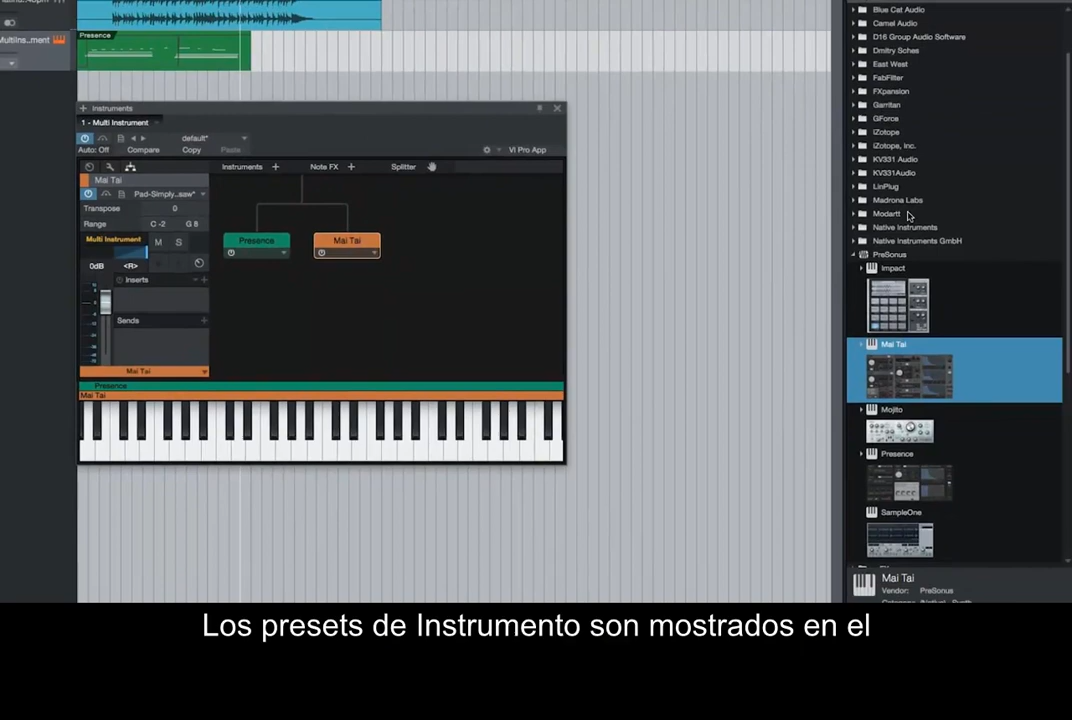 Presence
MultiIns...ment
Instruments
1 - Multi Instrument
default*
Auto: Off
Compare
Copy
Paste
VI Pro App
Instruments +
Note FX +
Splitter
Mai Tai
Pad-Simply...saw*
Transpose
0
Range
C -2
G 8
Multi Instrument
M
S
0dB
<R>
Inserts
Sends
Mai Tai
Presence
Mai Tai
Presence
Mai Tai
Blue Cat Audio
Camel Audio
D16 Group Audio Software
Dmitry Sches
East West
FabFilter
FXpansion
Garritan
GForce
iZotope
iZotope, Inc.
KV331 Audio
KV331Audio
LinPlug
Madrona Labs
Modartt
Native Instruments
Native Instruments GmbH
PreSonus
Impact
Mai Tai
Mojito
Presence
SampleOne
Mai Tai
Vendor: PreSonus
Los presets de Instrumento son mostrados en el